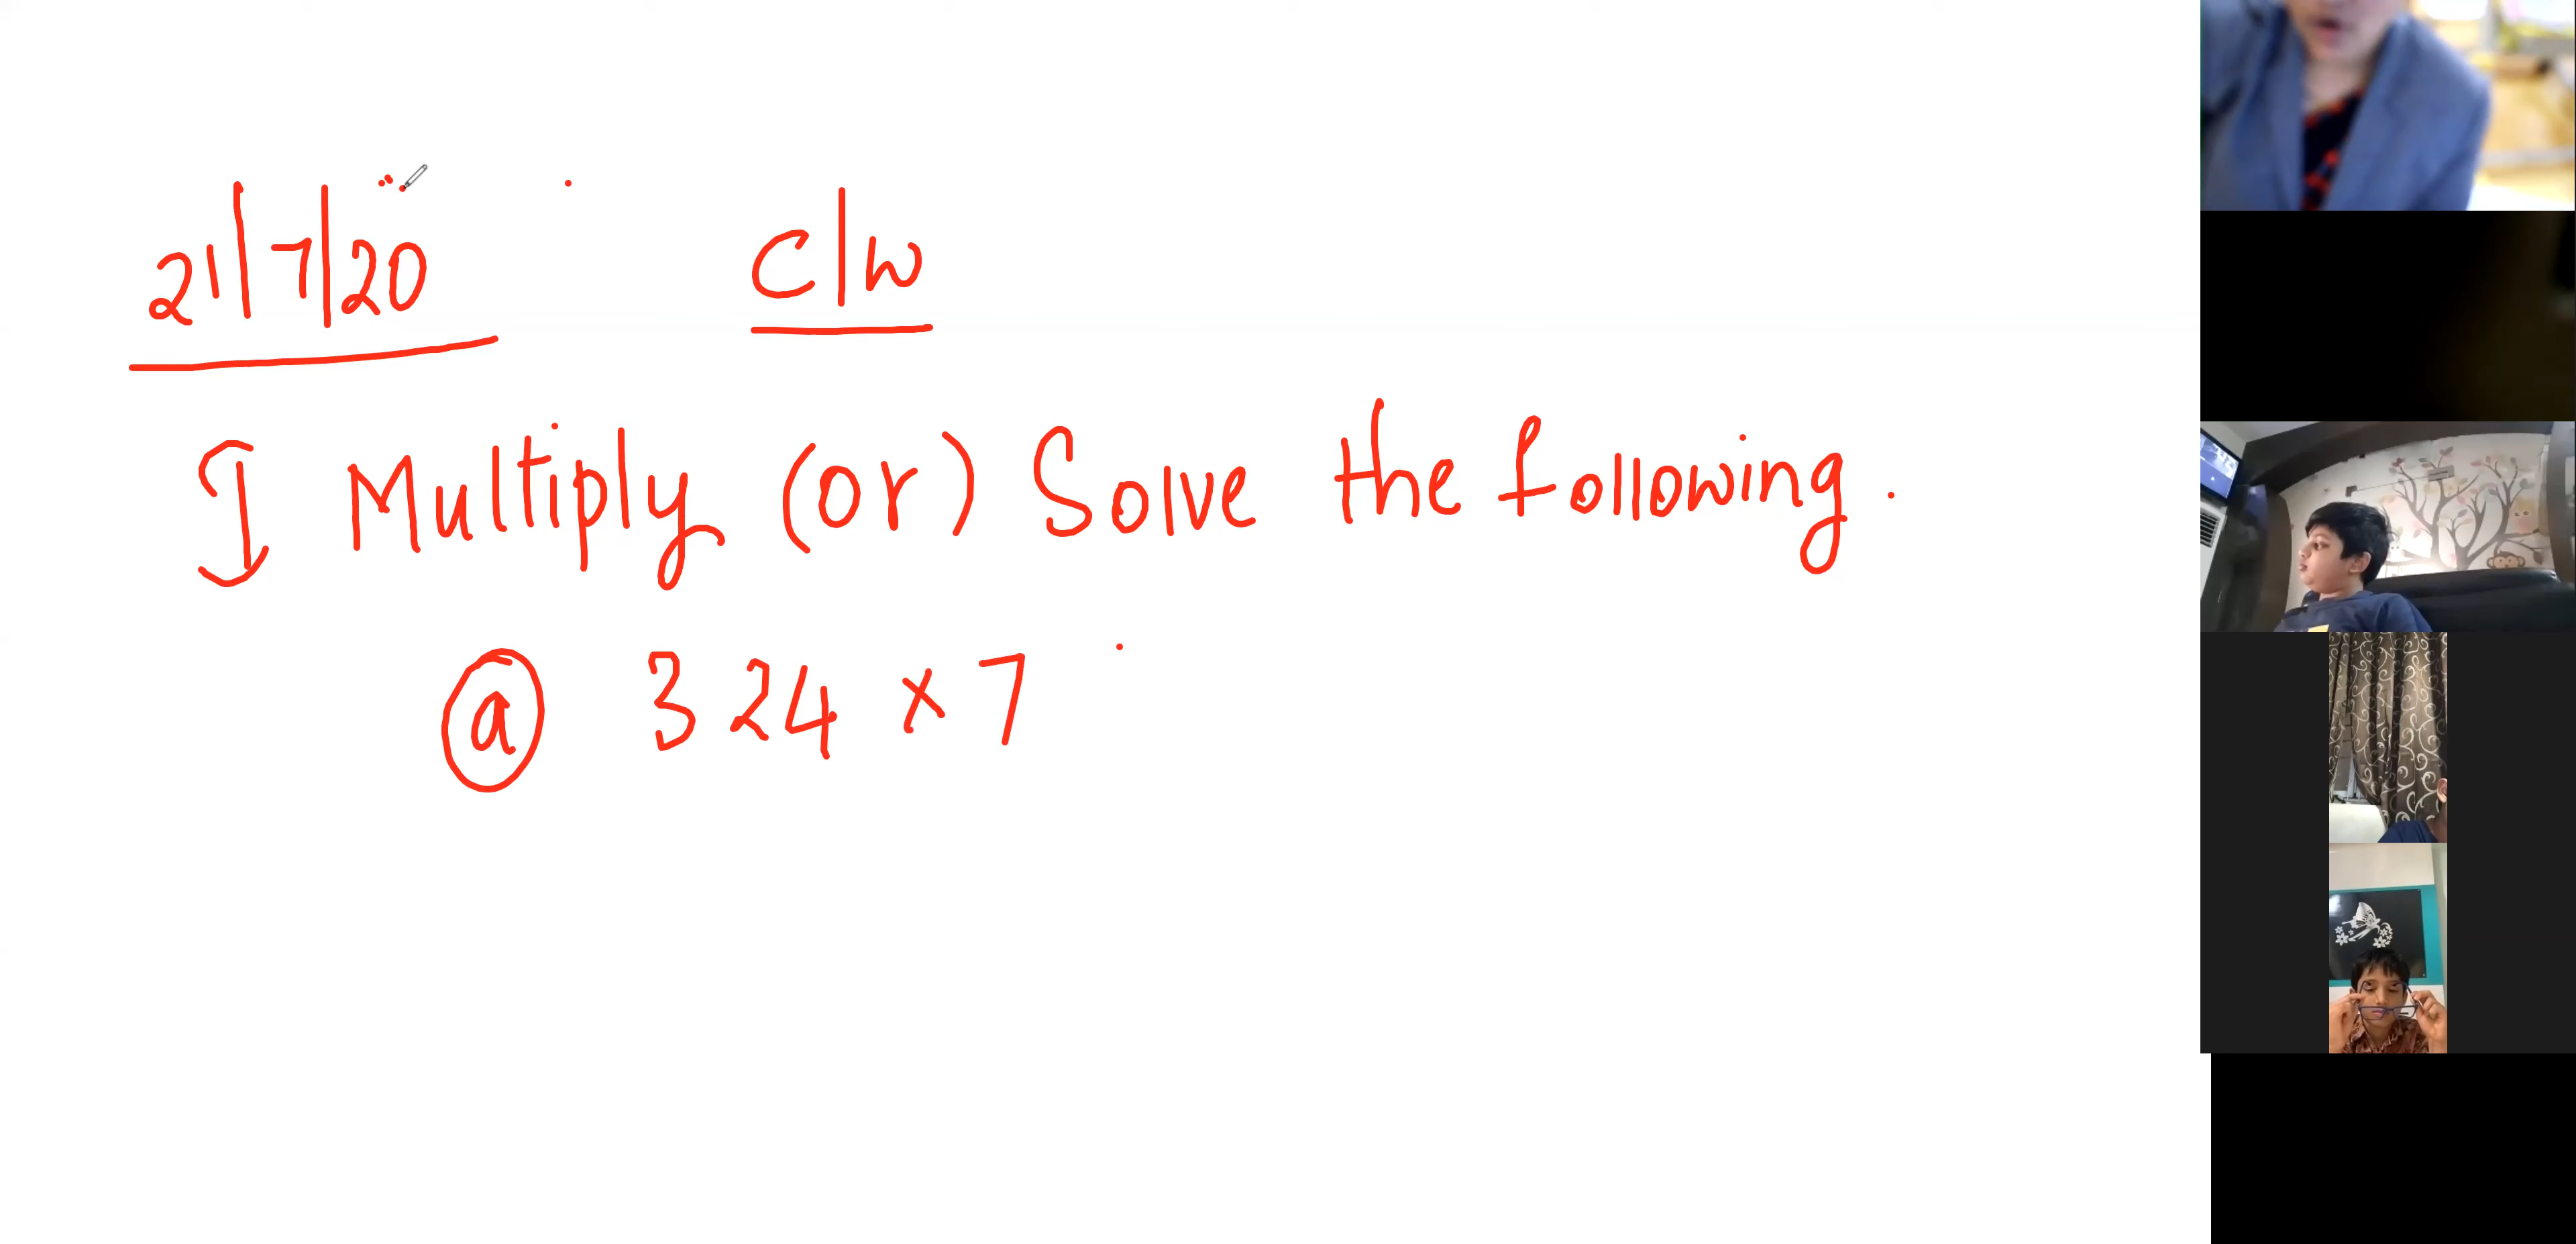 21/7/20 C/W
I Multiply (or) Solve the following.
a 324 x 7